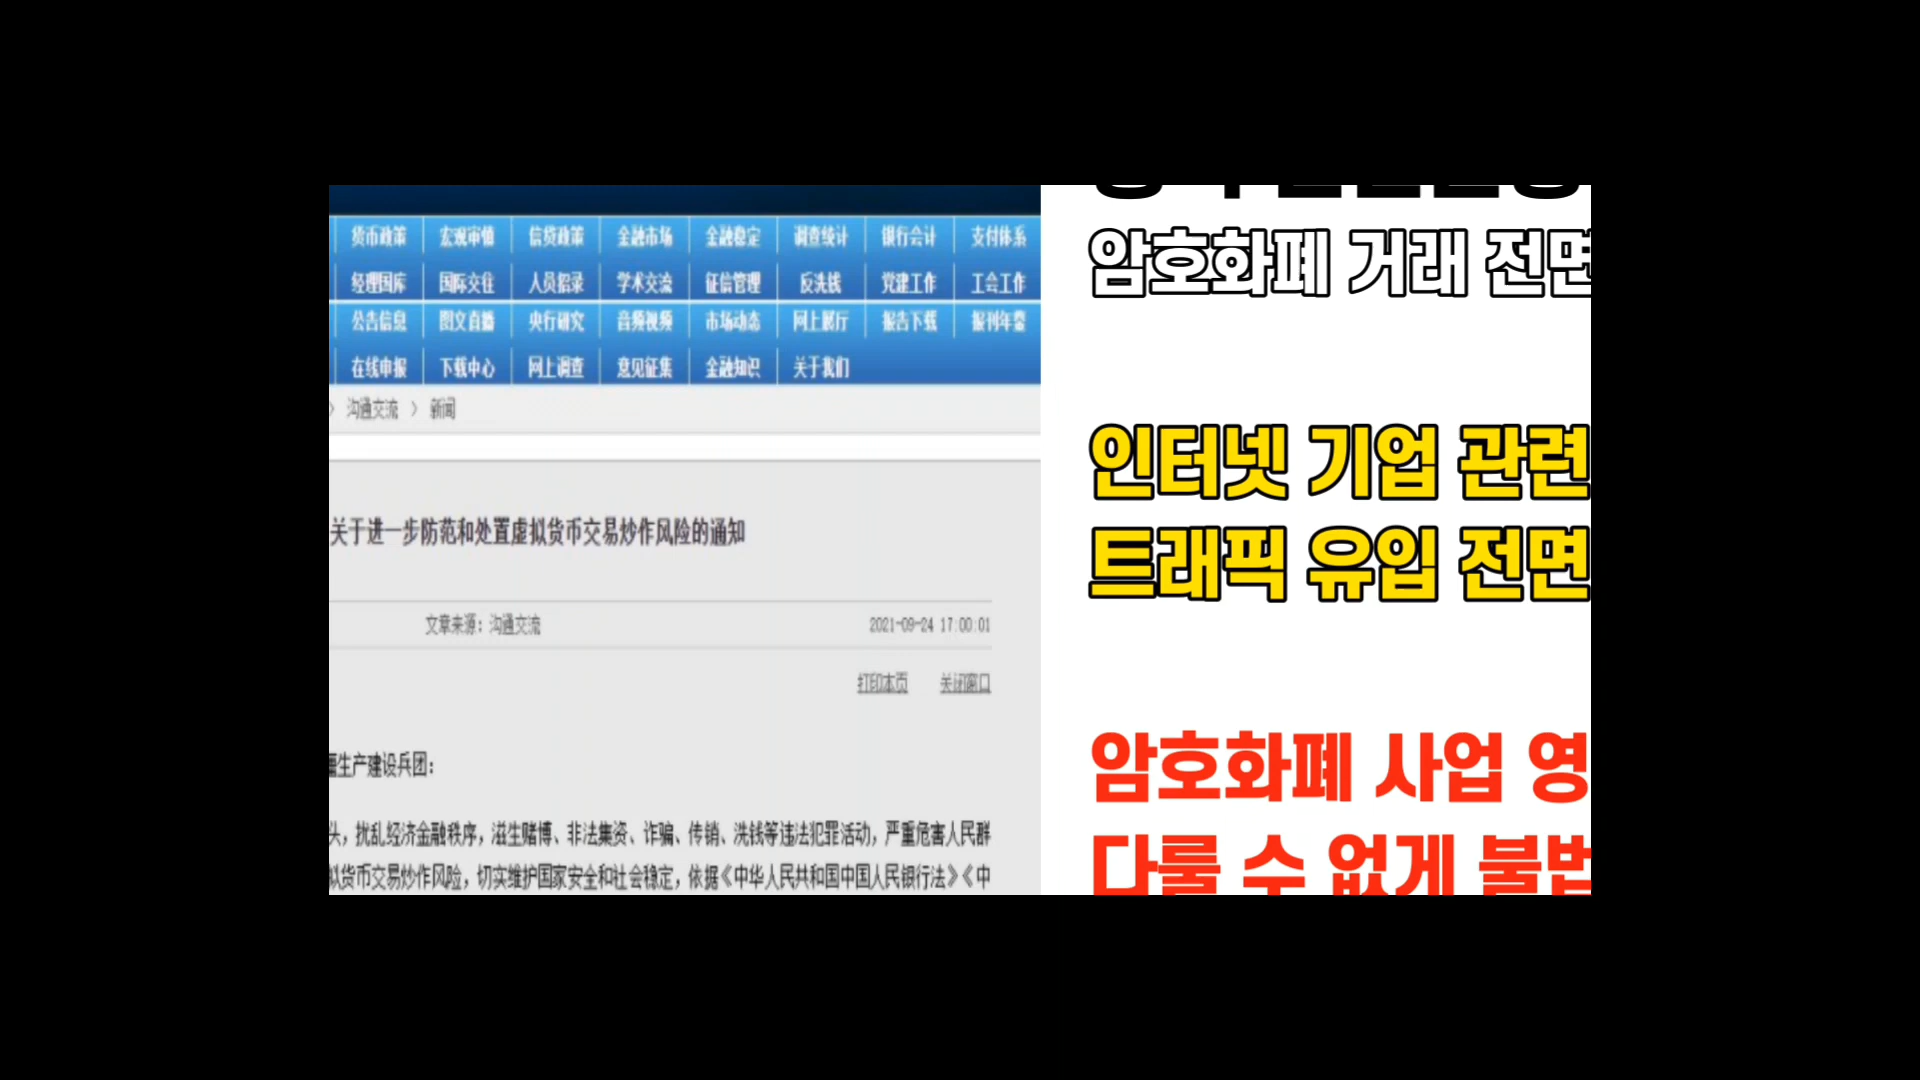 货币政策 宏观审慎 信贷政策 金融市场 金融稳定 调查统计 银行会计 支付体系
经理国库 国际交往 人员招录 学术交流 征信管理 反洗钱 党建工作 工会工作
公告信息 图文直播 央行研究 音频视频 市场动态 网上展厅 报告下载 报刊年鉴
在线申报 下载中心 网上调查 意见征集 金融知识 关于我们
> 沟通交流 > 新闻
关于进一步防范和处置虚拟货币交易炒作风险的通知
文章来源：沟通交流 2021-09-24 17:00:01
打印本页 关闭窗口
生产建设兵团：
头，扰乱经济金融秩序，滋生赌博、非法集资、诈骗、传销、洗钱等违法犯罪活动，严重危害人民群
拟货币交易炒作风险，切实维护国家安全和社会稳定，依据《中华人民共和国中国人民银行法》《中
암호화폐 거래 전면
인터넷 기업 관련
트래픽 유입 전면
암호화폐 사업 영
다룰 수 없게 불법